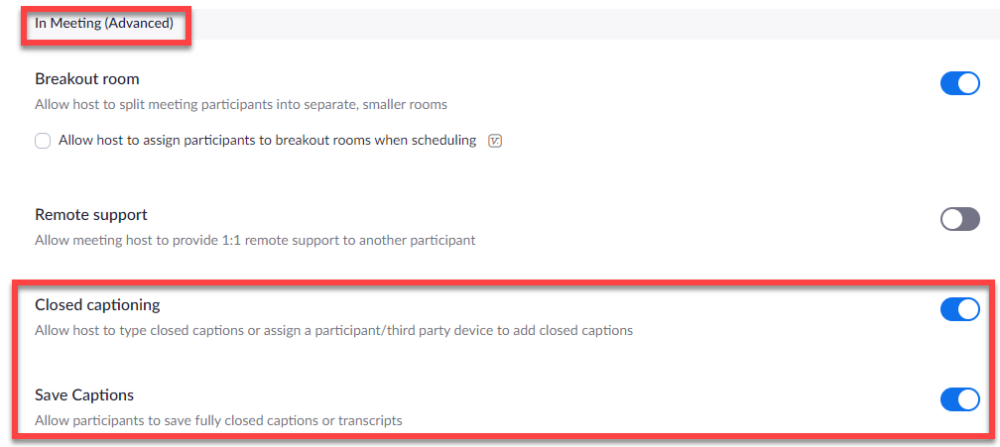 In Meeting (Advanced)
Breakout room
Allow host to split meeting participants into separate, smaller rooms
Allow host to assign participants to breakout rooms when scheduling
Remote support
Allow meeting host to provide 1:1 remote support to another participant
Closed captioning
Allow host to type closed captions or assign a participant/third party device to add closed captions
Save Captions
Allow participants to save fully closed captions or transcripts